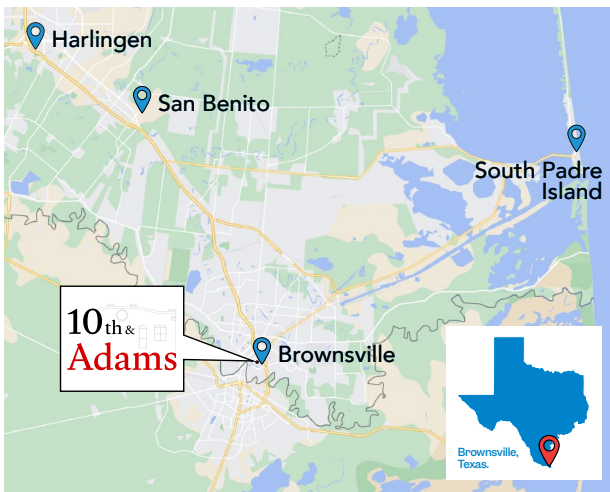 Harlingen
San Benito
South Padre
Island
10th &
Adams
Brownsville
Brownsville,
Texas.